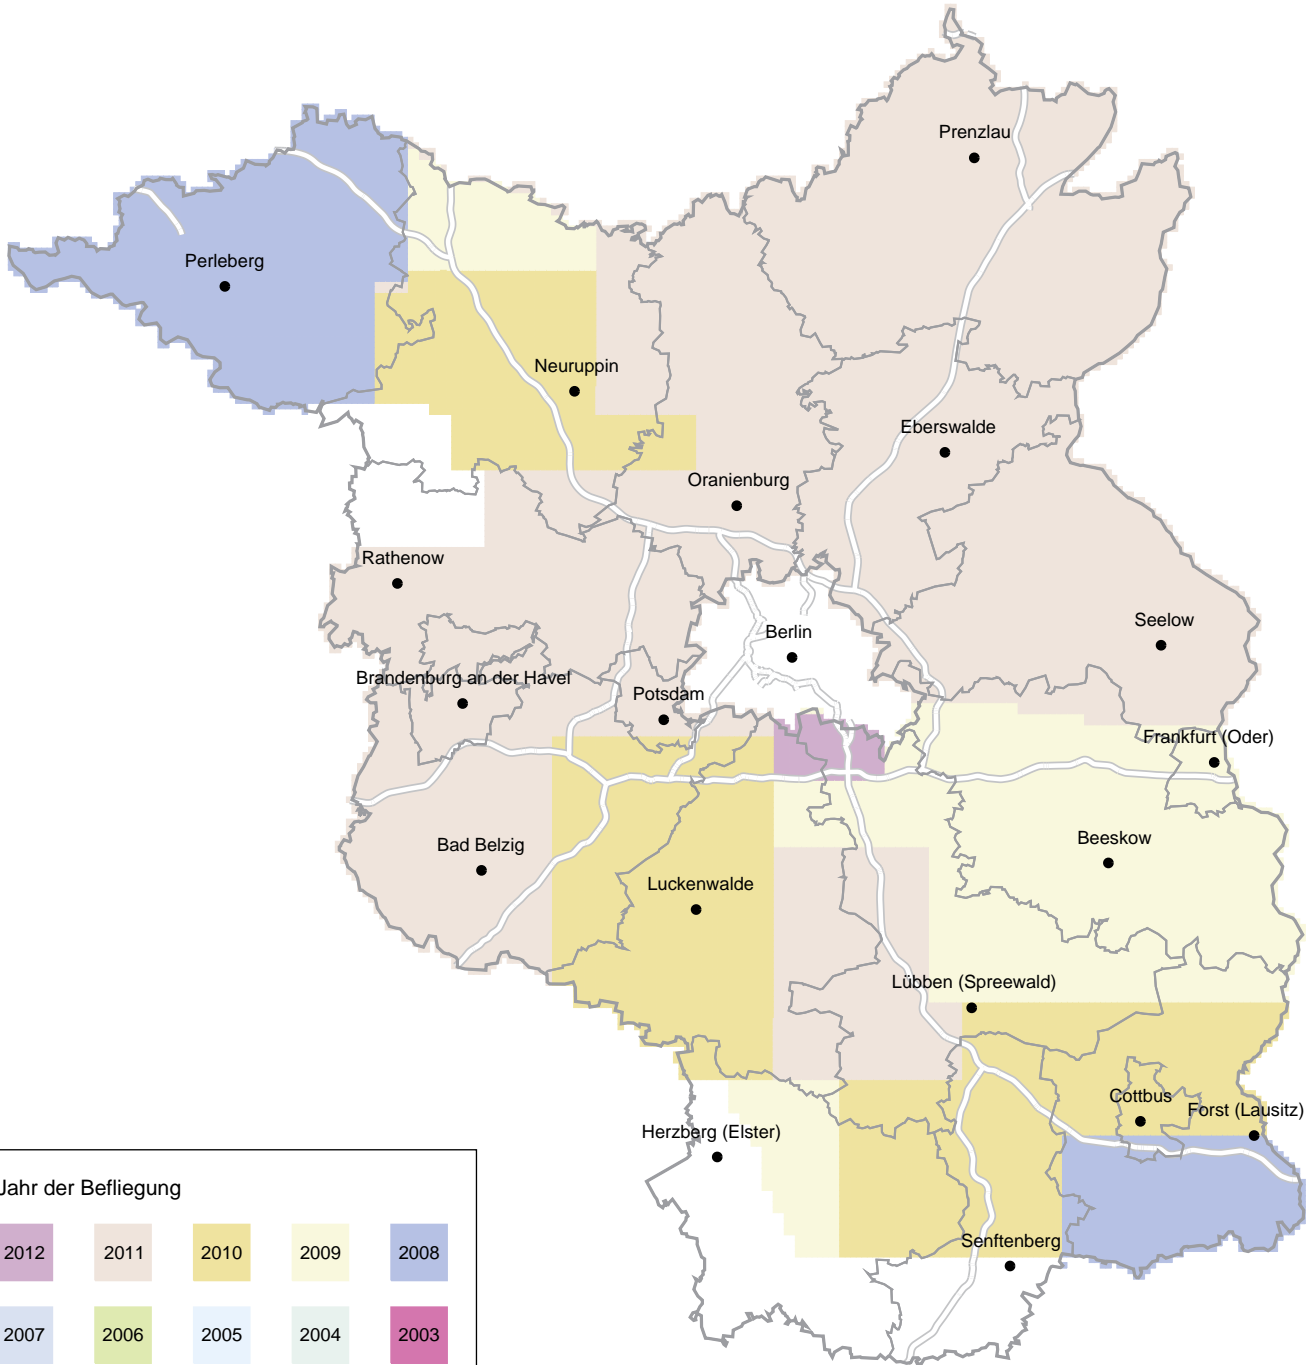 Prenzlau
Perleberg
Neuruppin
Eberswalde
Oranienburg
Rathenow
Seelow
Berlin
Brandenburg an der Havel
Potsdam
Frankfurt (Oder)
Bad Belzig
Beeskow
Luckenwalde
Lübben (Spreewald)
Cottbus
Forst (Lausitz)
Herzberg (Elster)
Senftenberg
Jahr der Befliegung
2012 2011 2010 2009 2008
2007 2006 2005 2004 2003